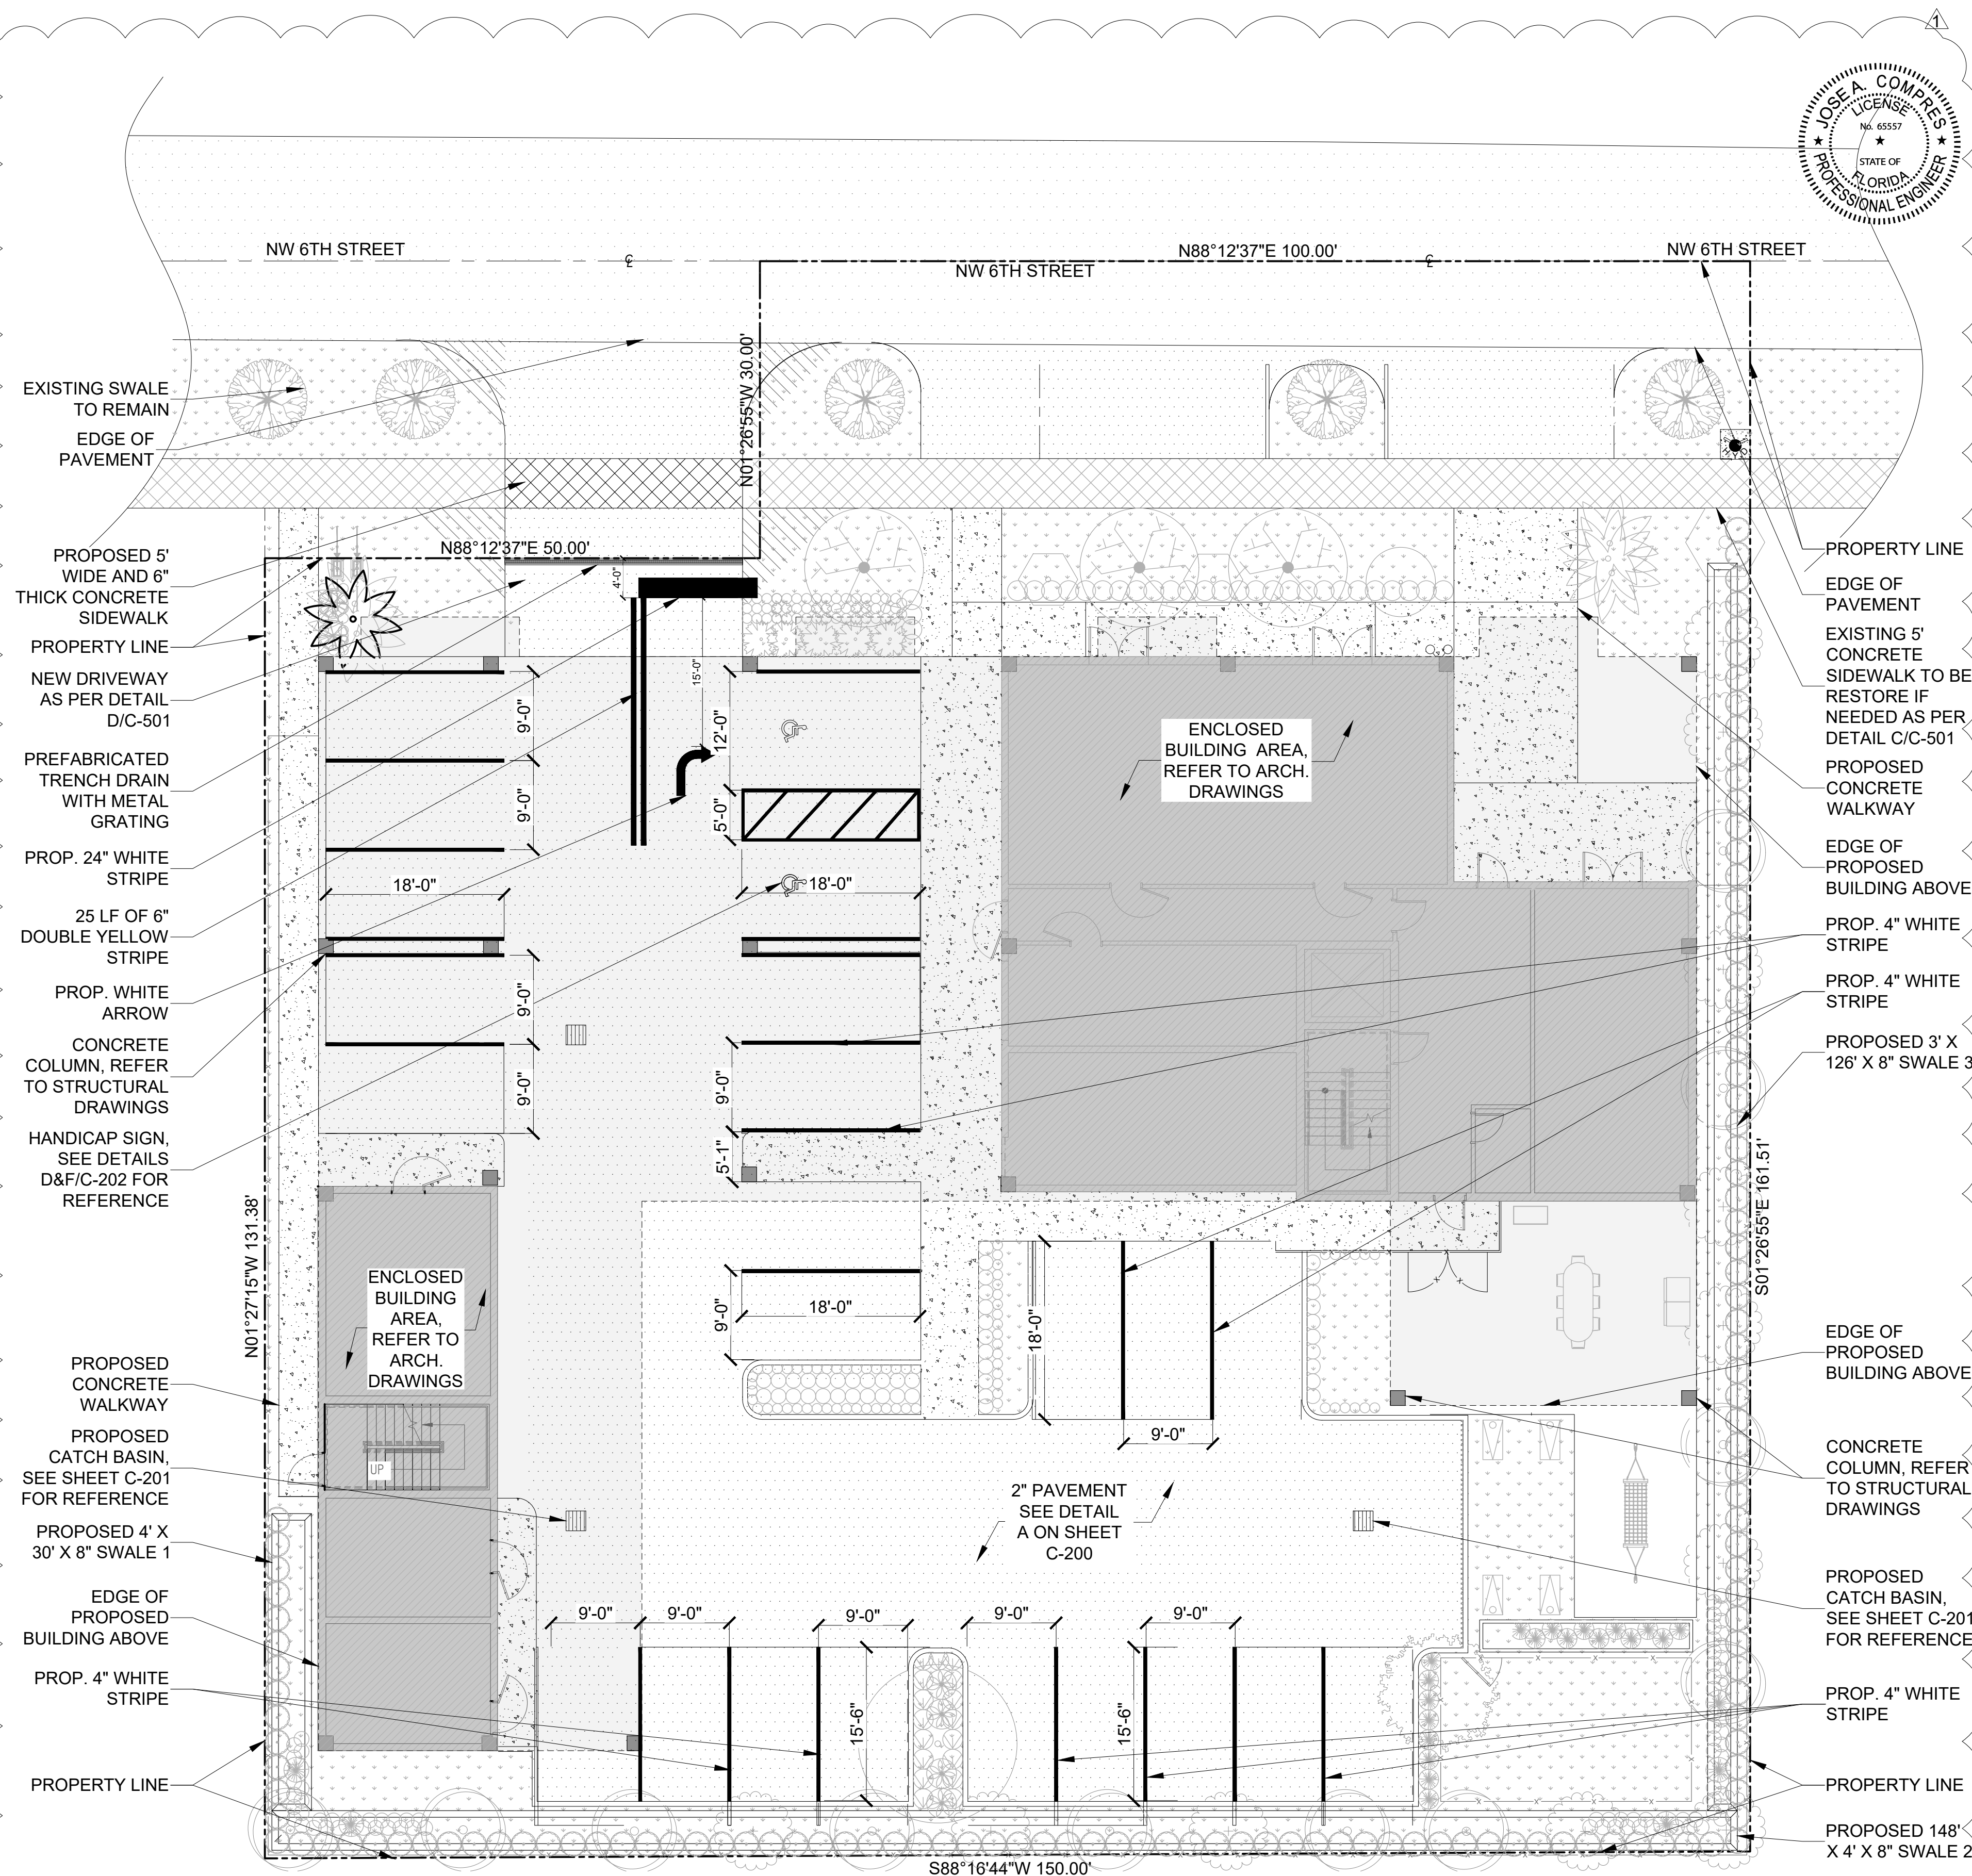 1
JOSE A. COMPRES
LICENSE
No. 65557
STATE OF
FLORIDA
PROFESSIONAL ENGINEER
NW 6TH STREET
N88°12'37"E 100.00'
NW 6TH STREET
NW 6TH STREET
N01°26'55"W 30.00'
N88°12'37"E 50.00'
EXISTING SWALE
TO REMAIN
EDGE OF
PAVEMENT
PROPOSED 5'
WIDE AND 6"
THICK CONCRETE
SIDEWALK
PROPERTY LINE
NEW DRIVEWAY
AS PER DETAIL
D/C-501
PREFABRICATED
TRENCH DRAIN
WITH METAL
GRATING
PROP. 24" WHITE
STRIPE
25 LF OF 6"
DOUBLE YELLOW
STRIPE
PROP. WHITE
ARROW
CONCRETE
COLUMN, REFER
TO STRUCTURAL
DRAWINGS
HANDICAP SIGN,
SEE DETAILS
D&F/C-202 FOR
REFERENCE
N01°27'15"W 131.38'
PROPOSED
CONCRETE
WALKWAY
PROPOSED
CATCH BASIN,
SEE SHEET C-201
FOR REFERENCE
PROPOSED 4' X
30' X 8" SWALE 1
EDGE OF
PROPOSED
BUILDING ABOVE
PROP. 4" WHITE
STRIPE
PROPERTY LINE
4'-0"
15'-0"
9'-0"
9'-0"
18'-0"
9'-0"
9'-0"
12'-0"
5'-0"
18'-0"
9'-0"
5'-1"
9'-0"
18'-0"
18'-0"
9'-0"
ENCLOSED
BUILDING AREA,
REFER TO ARCH.
DRAWINGS
ENCLOSED
BUILDING
AREA,
REFER TO
ARCH.
DRAWINGS
UP
2" PAVEMENT
SEE DETAIL
A ON SHEET
C-200
9'-0"
9'-0"
9'-0"
9'-0"
9'-0"
15'-6"
15'-6"
S88°16'44"W 150.00'
HYD
PROPERTY LINE
EDGE OF
PAVEMENT
EXISTING 5'
CONCRETE
SIDEWALK TO BE
RESTORE IF
NEEDED AS PER
DETAIL C/C-501
PROPOSED
CONCRETE
WALKWAY
EDGE OF
PROPOSED
BUILDING ABOVE
PROP. 4" WHITE
STRIPE
PROP. 4" WHITE
STRIPE
PROPOSED 3' X
126' X 8" SWALE 3
S01°26'55"E 161.51'
EDGE OF
PROPOSED
BUILDING ABOVE
CONCRETE
COLUMN, REFER
TO STRUCTURAL
DRAWINGS
PROPOSED
CATCH BASIN,
SEE SHEET C-201
FOR REFERENCE
PROP. 4" WHITE
STRIPE
PROPERTY LINE
PROPOSED 148'
X 4' X 8" SWALE 2